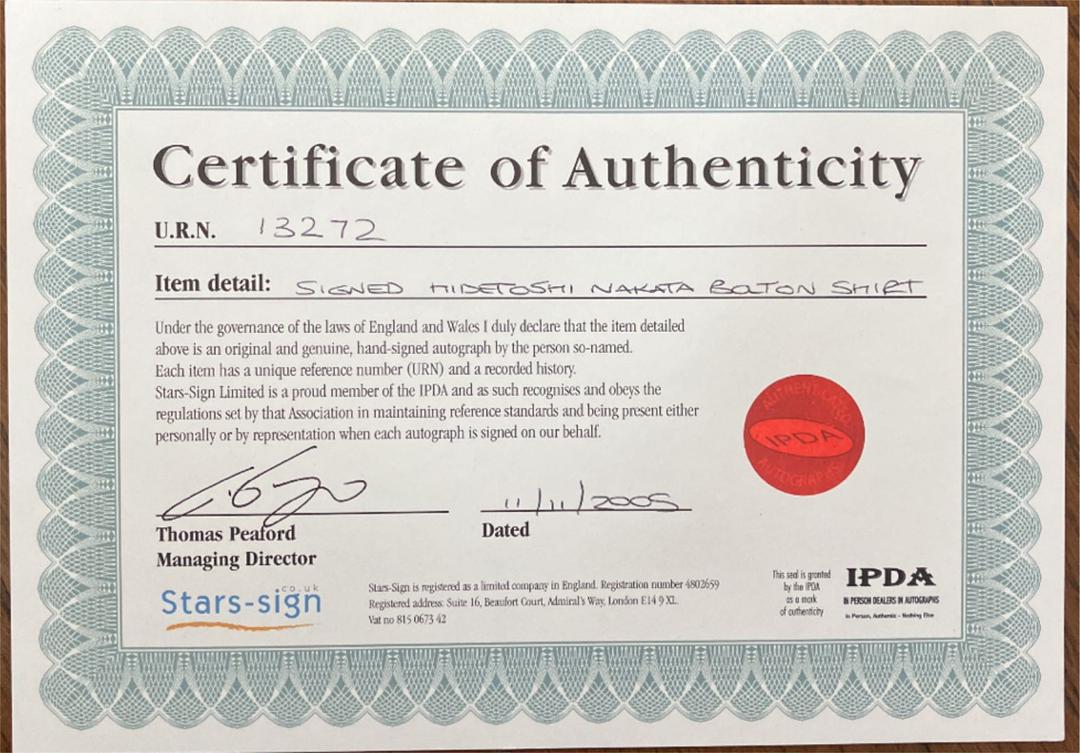 Certificate of Authenticity
U.R.N. 13272
Item detail: SIGNED HIDETOSHI NAKATA BOLTON SHIRT
Under the governance of the laws of England and Wales I duly declare that the item detailed
above is an original and genuine, hand-signed autograph by the person so-named.
Each item has a unique reference number (URN) and a recorded history.
Stars-Sign Limited is a proud member of the IPDA and as such recognises and obeys the
regulations set by that Association in maintaining reference standards and being present either
personally or by representation when each autograph is signed on our behalf.
AUTHENTICATED
IPDA
AUTOGRAPHS
11/11/2005
Thomas Peaford
Dated
Managing Director
Stars-sign
co.uk
Stars-Sign is registered as a limited company in England. Registration number 4802659
Registered address: Suite 16, Beaufort Court, Admiral's Way, London E14 9 XL.
Vat no 815 0673 42
This seal is granted
by the IPDA
as a mark
of authenticity
IPDA
IN PERSON DEALERS IN AUTOGRAPHS
In Person, Authentic - Nothing Else